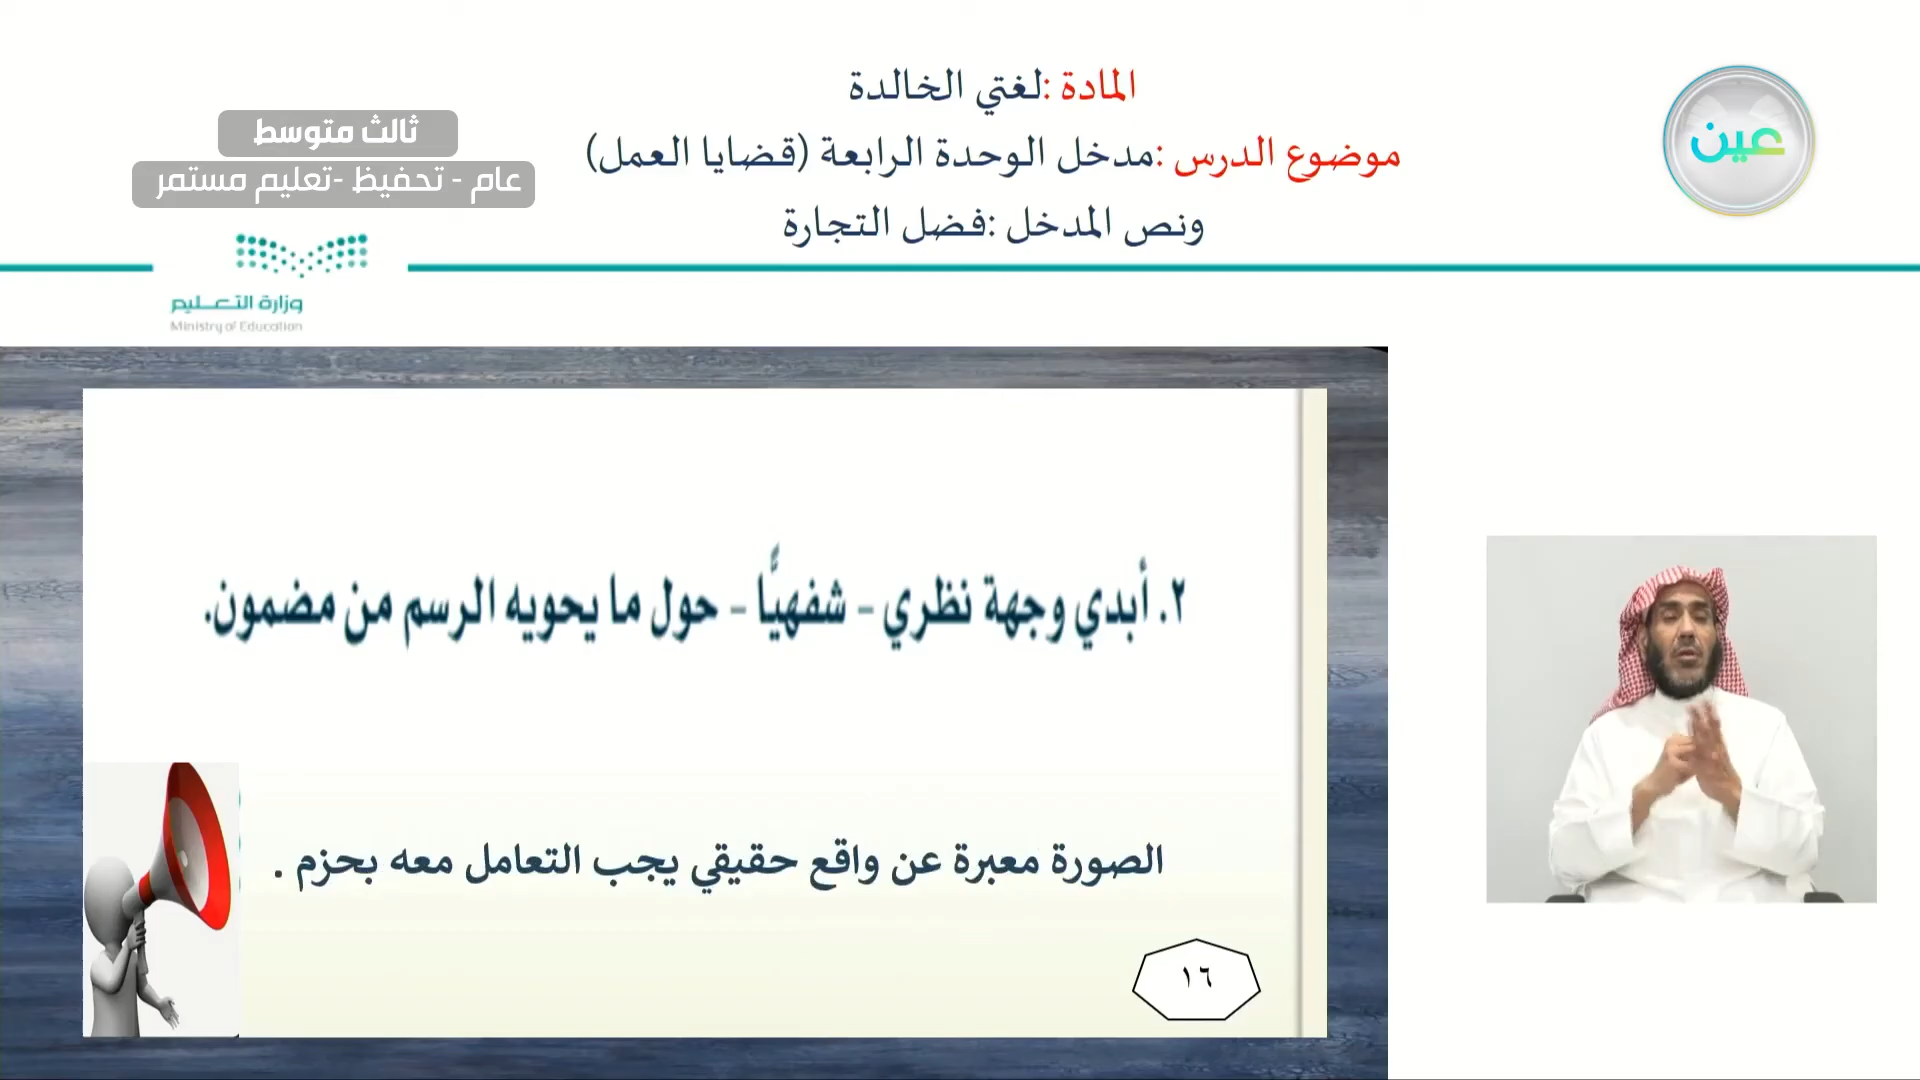 المادة :لغتي الخالدة
موضوع الدرس :مدخل الوحدة الرابعة (قضايا العمل)
ونص المدخل :فضل التجارة
عين
ثالث متوسط
عام - تحفيظ -تعليم مستمر
وزارة التعـليم
Ministry of Education
٢. أبدي وجهة نظري – شفهيًّا – حول ما يحويه الرسم من مضمون.
الصورة معبرة عن واقع حقيقي يجب التعامل معه بحزم .
١٦